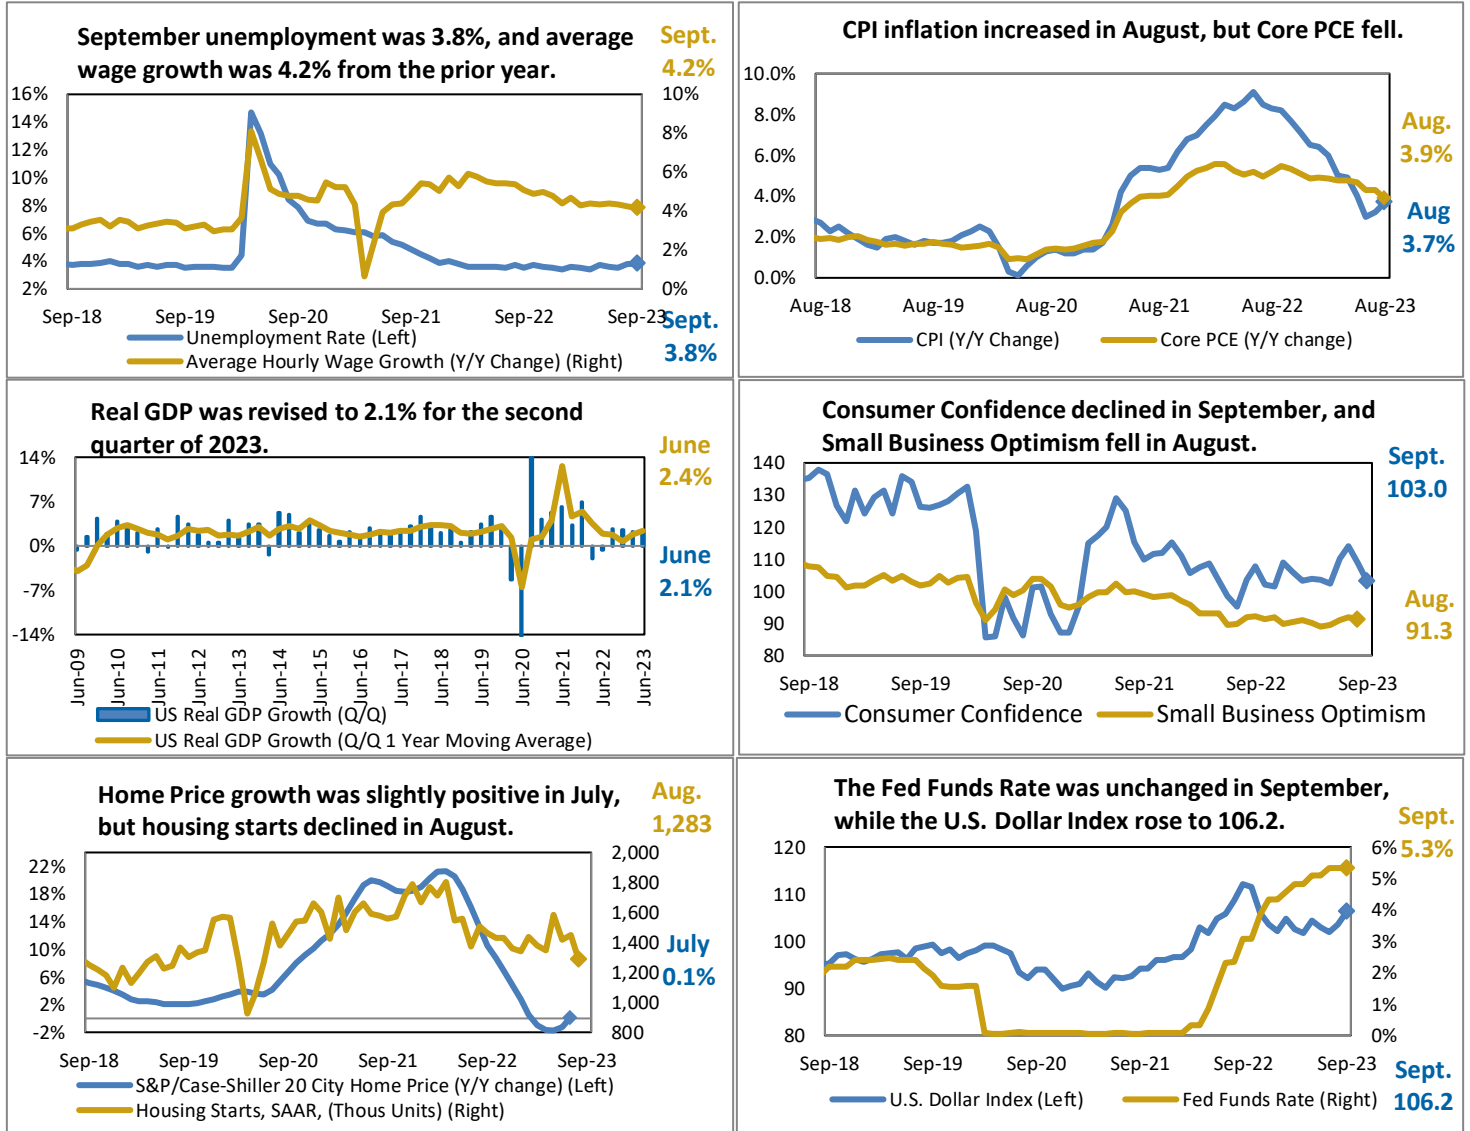 September unemployment was 3.8%, and average
wage growth was 4.2% from the prior year.
Sept.
4.2%
16%
14%
12%
10%
8%
6%
4%
2%
10%
8%
6%
4%
2%
0%
Sep-18
Sep-19
Sep-20
Sep-21
Sep-22
Sep-23
Sept.
3.8%
Unemployment Rate (Left)
Average Hourly Wage Growth (Y/Y Change) (Right)
CPI inflation increased in August, but Core PCE fell.
10.0%
8.0%
6.0%
4.0%
2.0%
0.0%
Aug.
3.9%
Aug
3.7%
Aug-18
Aug-19
Aug-20
Aug-21
Aug-22
Aug-23
CPI (Y/Y Change)
Core PCE (Y/Y change)
Real GDP was revised to 2.1% for the second
quarter of 2023.
June
2.4%
14%
7%
0%
-7%
-14%
June
2.1%
Jun-09
Jun-10
Jun-11
Jun-12
Jun-13
Jun-14
Jun-15
Jun-16
Jun-17
Jun-18
Jun-19
Jun-20
Jun-21
Jun-22
Jun-23
US Real GDP Growth (Q/Q)
US Real GDP Growth (Q/Q 1 Year Moving Average)
Consumer Confidence declined in September, and
Small Business Optimism fell in August.
Sept.
103.0
140
130
120
110
100
90
80
Aug.
91.3
Sep-18
Sep-19
Sep-20
Sep-21
Sep-22
Sep-23
Consumer Confidence
Small Business Optimism
Home Price growth was slightly positive in July,
but housing starts declined in August.
Aug.
1,283
22%
18%
14%
10%
6%
2%
-2%
2,000
1,800
1,600
1,400
1,200
1,000
800
July
0.1%
Sep-18
Sep-19
Sep-20
Sep-21
Sep-22
Sep-23
S&P/Case-Shiller 20 City Home Price (Y/Y change) (Left)
Housing Starts, SAAR, (Thous Units) (Right)
The Fed Funds Rate was unchanged in September,
while the U.S. Dollar Index rose to 106.2.
Sept.
5.3%
120
110
100
90
80
6%
5%
4%
3%
2%
1%
0%
Sep-18
Sep-19
Sep-20
Sep-21
Sep-22
Sep-23
Sept.
106.2
U.S. Dollar Index (Left)
Fed Funds Rate (Right)